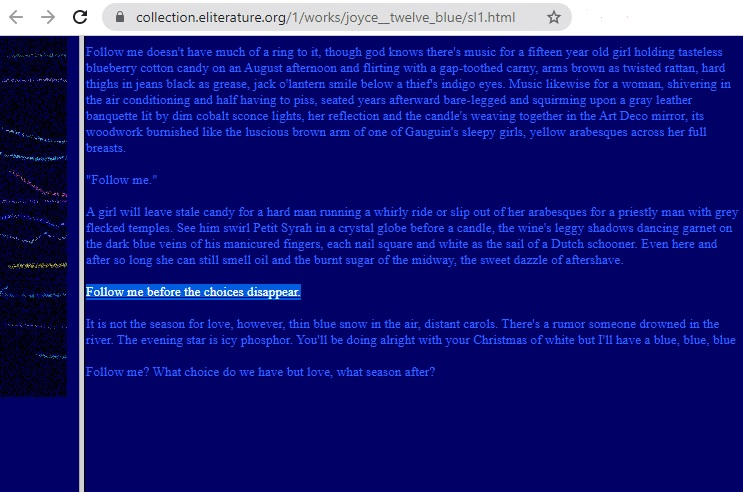 collection.eliterature.org/1/works/joyce__twelve_blue/sl1.html
Follow me doesn't have much of a ring to it, though god knows there's music for a fifteen year old girl holding tasteless
blueberry cotton candy on an August afternoon and flirting with a gap-toothed carny, arms brown as twisted rattan, hard
thighs in jeans black as grease, jack o'lantern smile below a thief's indigo eyes. Music likewise for a woman, shivering in
the air conditioning and half having to piss, seated years afterward bare-legged and squirming upon a gray leather
banquette lit by dim cobalt sconce lights, her reflection and the candle's weaving together in the Art Deco mirror, its
woodwork burnished like the luscious brown arm of one of Gauguin's sleepy girls, yellow arabesques across her full
breasts.
"Follow me."
A girl will leave stale candy for a hard man running a whirly ride or slip out of her arabesques for a priestly man with grey
flecked temples. See him swirl Petit Syrah in a crystal globe before a candle, the wine's leggy shadows dancing garnet on
the dark blue veins of his manicured fingers, each nail square and white as the sail of a Dutch schooner. Even here and
after so long she can still smell oil and the burnt sugar of the midway, the sweet dazzle of aftershave.
Follow me before the choices disappear.
It is not the season for love, however, thin blue snow in the air, distant carols. There's a rumor someone drowned in the
river. The evening star is icy phosphor. You'll be doing alright with your Christmas of white but I'll have a blue, blue, blue
Follow me? What choice do we have but love, what season after?